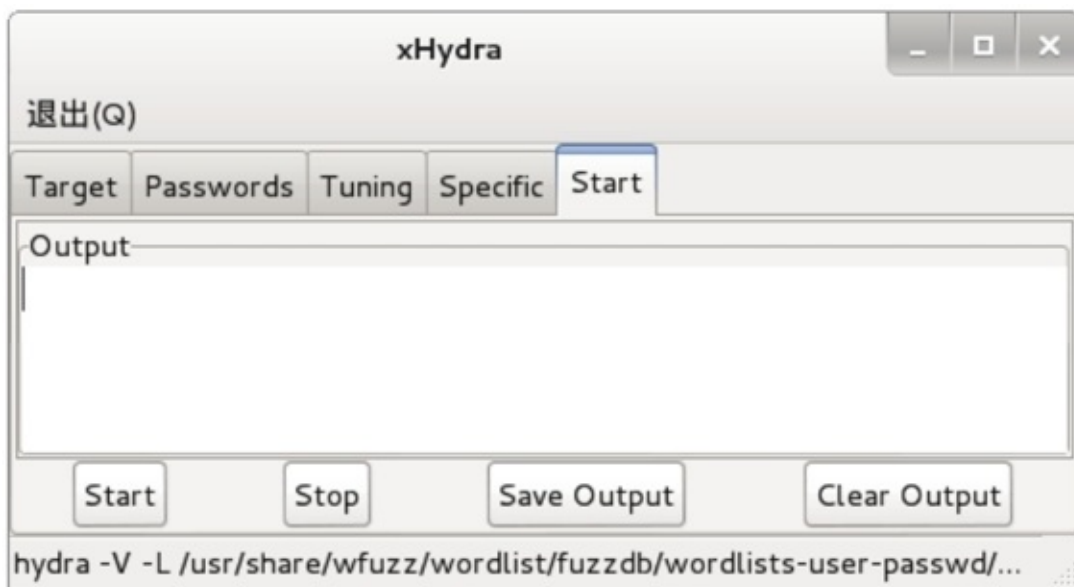 xHydra
退出(Q)
Target Passwords Tuning Specific Start
Output
Start Stop Save Output Clear Output
hydra -V -L /usr/share/wfuzz/wordlist/fuzzdb/wordlists-user-passwd/...